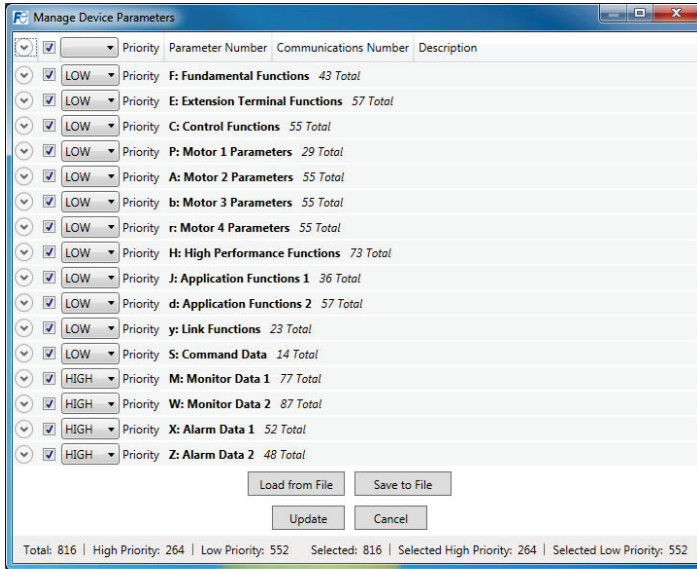 Manage Device Parameters
Priority Parameter Number Communications Number Description
LOW Priority F: Fundamental Functions 43 Total
LOW Priority E: Extension Terminal Functions 57 Total
LOW Priority C: Control Functions 55 Total
LOW Priority P: Motor 1 Parameters 29 Total
LOW Priority A: Motor 2 Parameters 55 Total
LOW Priority b: Motor 3 Parameters 55 Total
LOW Priority r: Motor 4 Parameters 55 Total
LOW Priority H: High Performance Functions 73 Total
LOW Priority J: Application Functions 1 36 Total
LOW Priority d: Application Functions 2 57 Total
LOW Priority y: Link Functions 23 Total
LOW Priority S: Command Data 14 Total
HIGH Priority M: Monitor Data 1 77 Total
HIGH Priority W: Monitor Data 2 87 Total
HIGH Priority X: Alarm Data 1 52 Total
HIGH Priority Z: Alarm Data 2 48 Total
Load from File Save to File
Update Cancel
Total: 816 | High Priority: 264 | Low Priority: 552 Selected: 816 | Selected High Priority: 264 | Selected Low Priority: 552